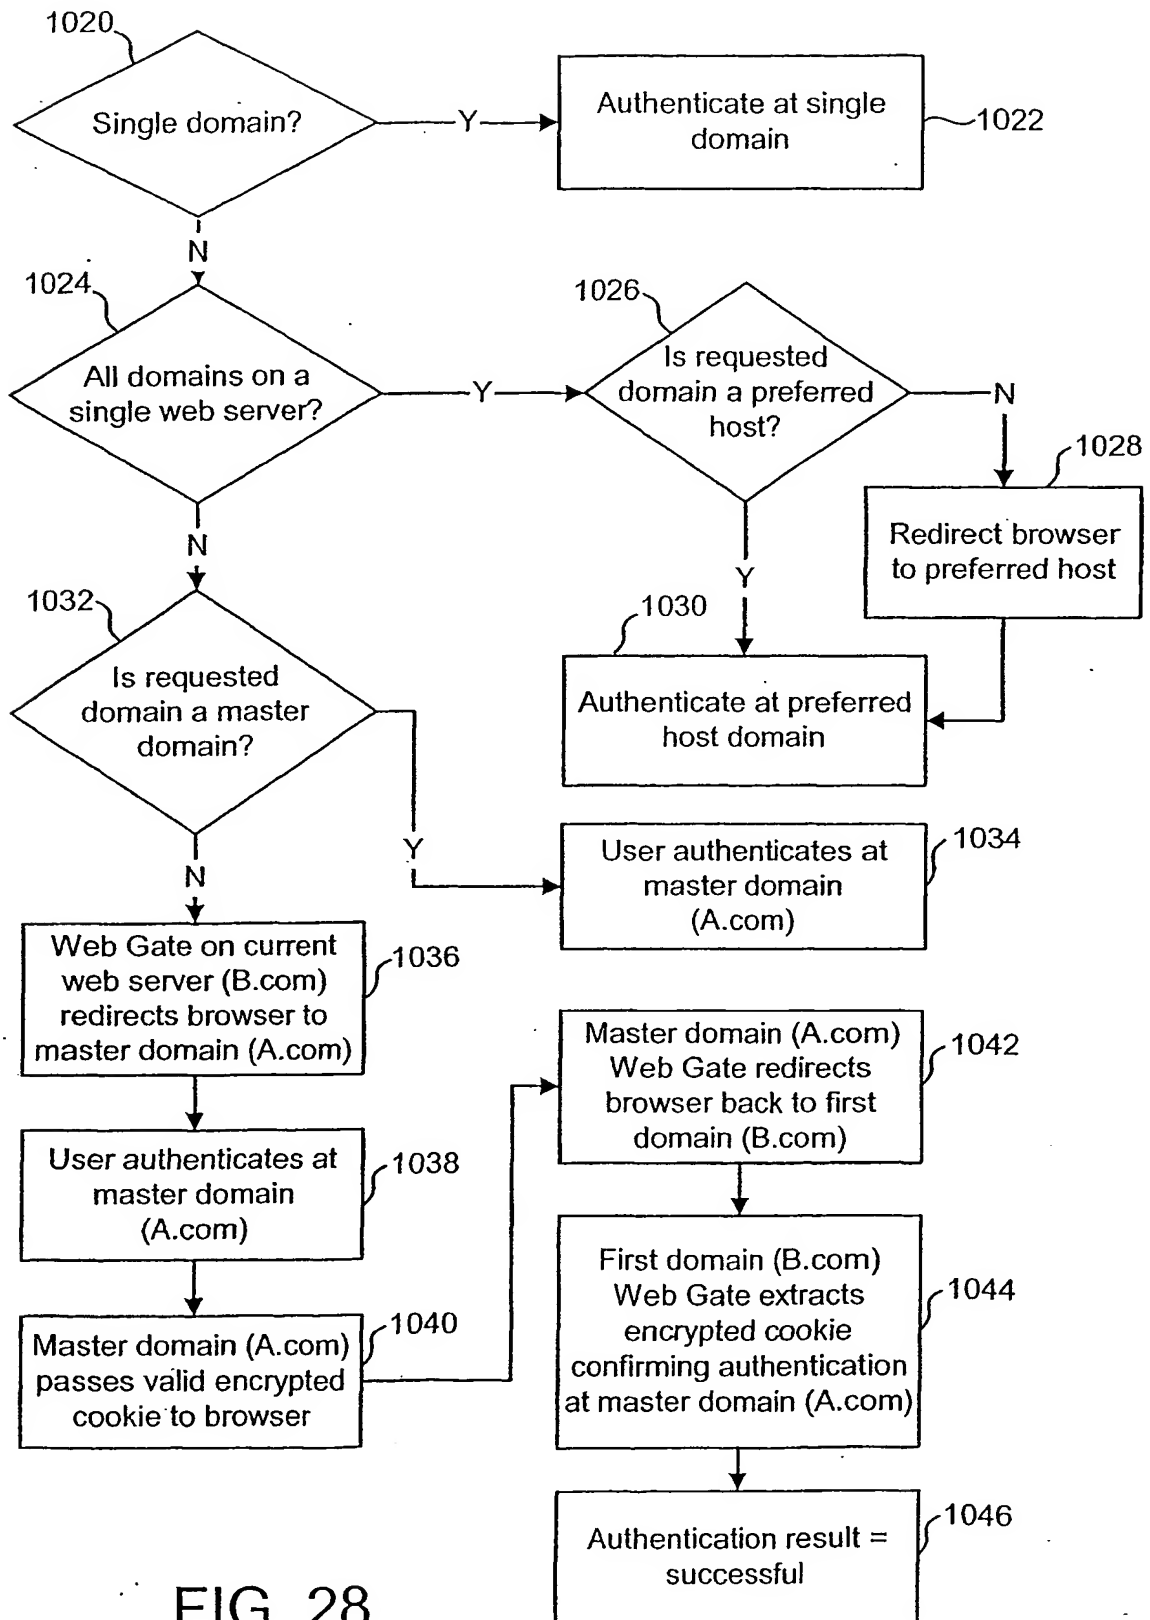 1020
Single domain?
Y
Authenticate at single
domain
1022
N
1024
All domains on a
single web server?
Y
1026
Is requested
domain a preferred
host?
N
1028
Redirect browser
to preferred host
Y
1030
Authenticate at preferred
host domain
N
1032
Is requested
domain a master
domain?
Y
1034
User authenticates at
master domain
(A.com)
N
Web Gate on current
web server (B.com)
redirects browser to
master domain (A.com)
1036
User authenticates at
master domain
(A.com)
1038
Master domain (A.com)
passes valid encrypted
cookie to browser
1040
Master domain (A.com)
Web Gate redirects
browser back to first
domain (B.com)
1042
First domain (B.com)
Web Gate extracts
encrypted cookie
confirming authentication
at master domain (A.com)
1044
Authentication result =
successful
1046
FIG. 28